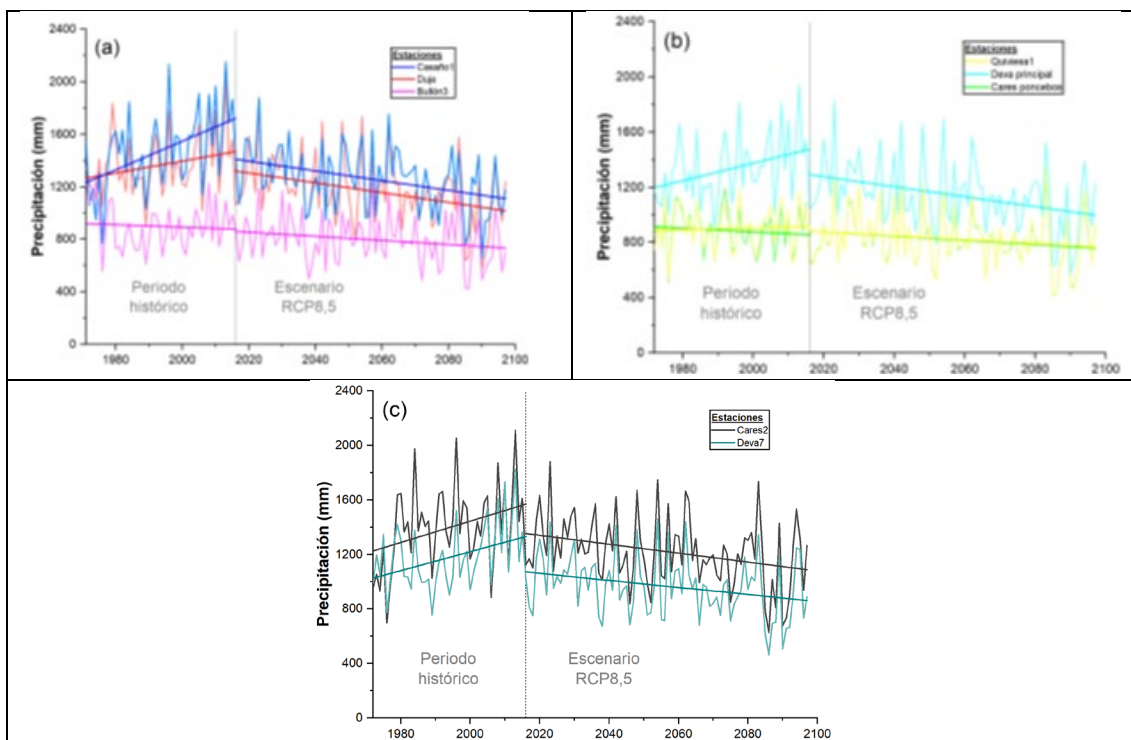 (a)
Estaciones
Casaño1
Duje
Bullón3
Precipitación (mm)
2400
2000
1600
1200
800
400
0
Periodo
histórico
Escenario
RCP8,5
1980
2000
2020
2040
2060
2080
2100
(b)
Estaciones
Quiviesa1
Deva principal
Cares poncebos
Precipitación (mm)
2400
2000
1600
1200
800
400
0
Periodo
histórico
Escenario
RCP8,5
1980
2000
2020
2040
2060
2080
2100
(c)
Estaciones
Cares2
Deva7
Precipitación (mm)
2400
2000
1600
1200
800
400
0
Periodo
histórico
Escenario
RCP8,5
1980
2000
2020
2040
2060
2080
2100